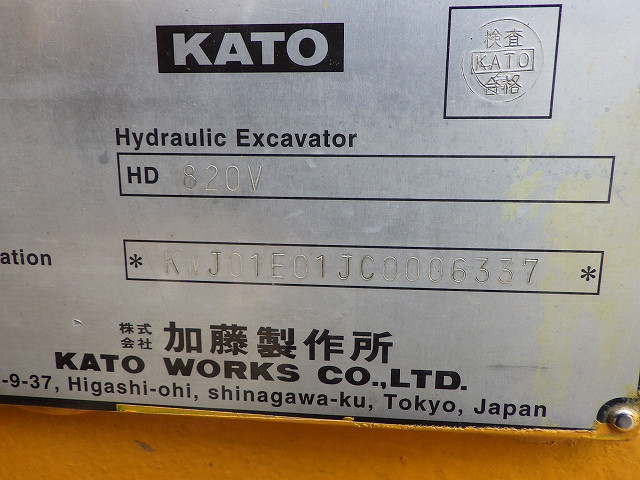 KATO
検査
KATO
合格
Hydraulic Excavator
HD 820V
ation
* KWJ01E01JC0006337 *
株式会社 加藤製作所
KATO WORKS CO.,LTD.
-9-37, Higashi-ohi, shinagawa-ku, Tokyo, Japan